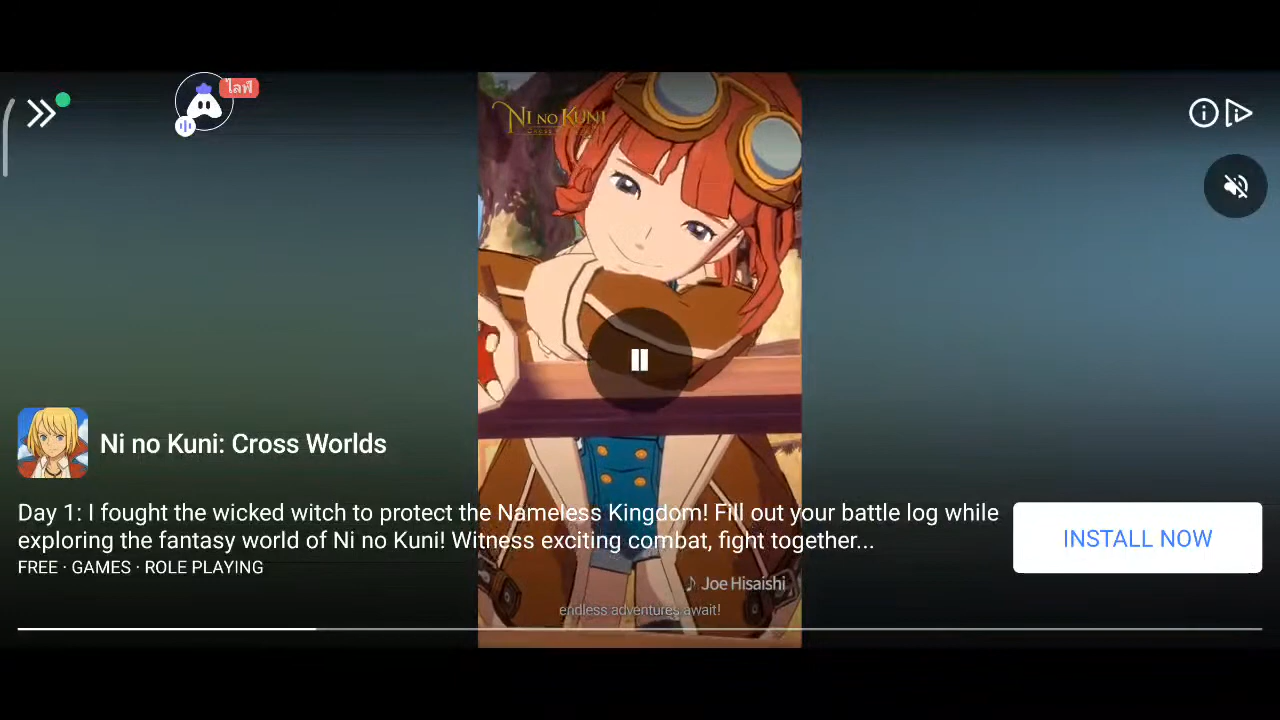 ไลฟ์
NI NO KUNI
CROSS WORLDS
Ni no Kuni: Cross Worlds
Day 1: I fought the wicked witch to protect the Nameless Kingdom! Fill out your battle log while
exploring the fantasy world of Ni no Kuni! Witness exciting combat, fight together...
INSTALL NOW
FREE · GAMES · ROLE PLAYING
♪ Joe Hisaishi
endless adventures await!